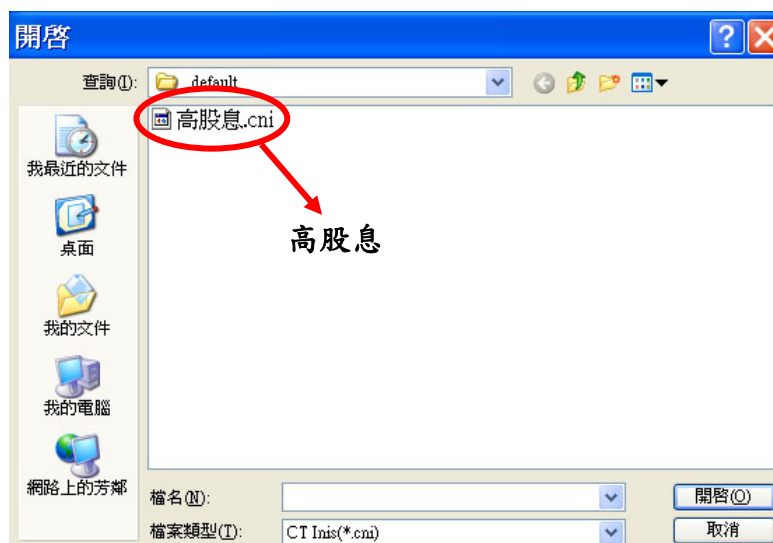 開啓
查詢(I): default
高股息.cni
高股息
我最近的文件
桌面
我的文件
我的電腦
網路上的芳鄰
檔名(N): 開啓(O)
檔案類型(T): CT Inis(*.cni) 取消